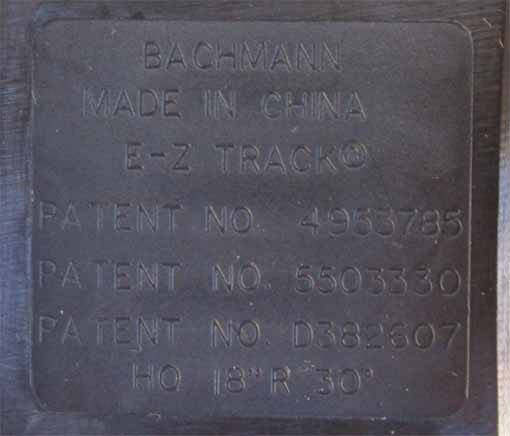 BACHMANN
MADE IN CHINA
E-Z TRACK®
PATENT NO. 4953785
PATENT NO. 5503330
PATENT NO. D382607
HO 18" R 30°